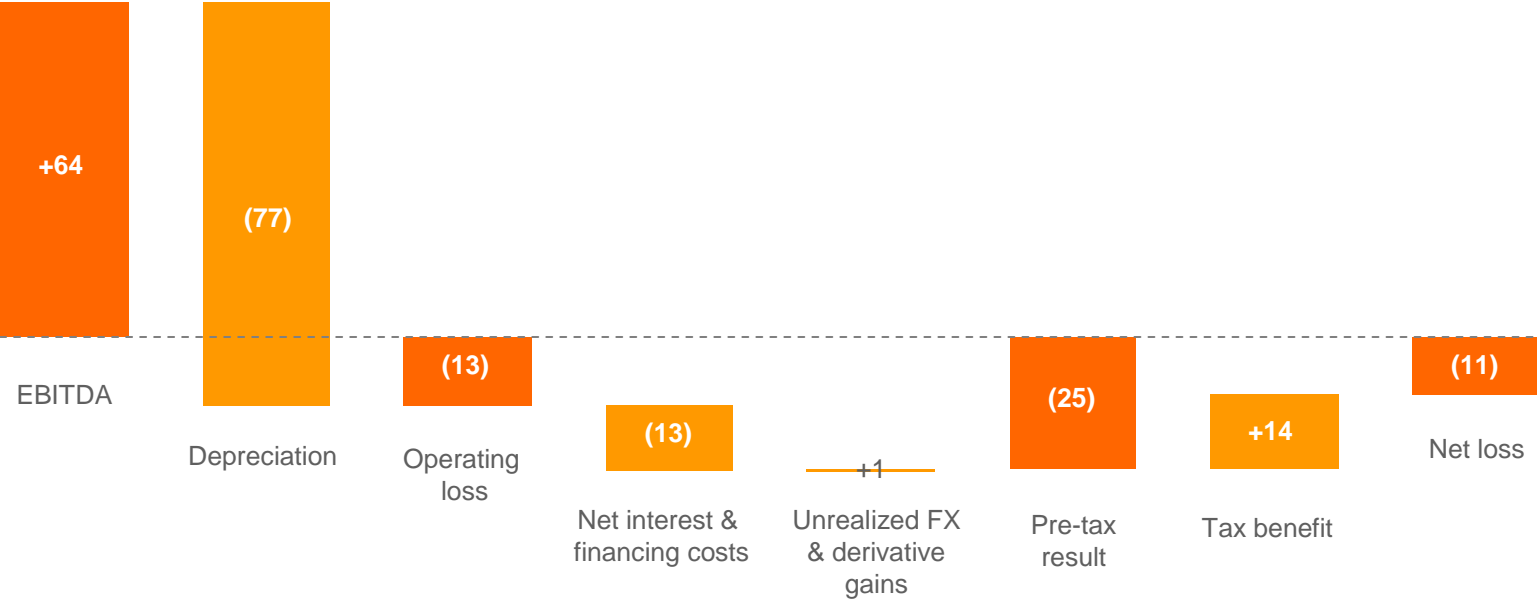 +64
(77)
(13)
(13)
+1
(25)
+14
(11)
EBITDA
Depreciation
Operating
loss
Net interest &
financing costs
Unrealized FX
& derivative
gains
Pre-tax
result
Tax benefit
Net loss